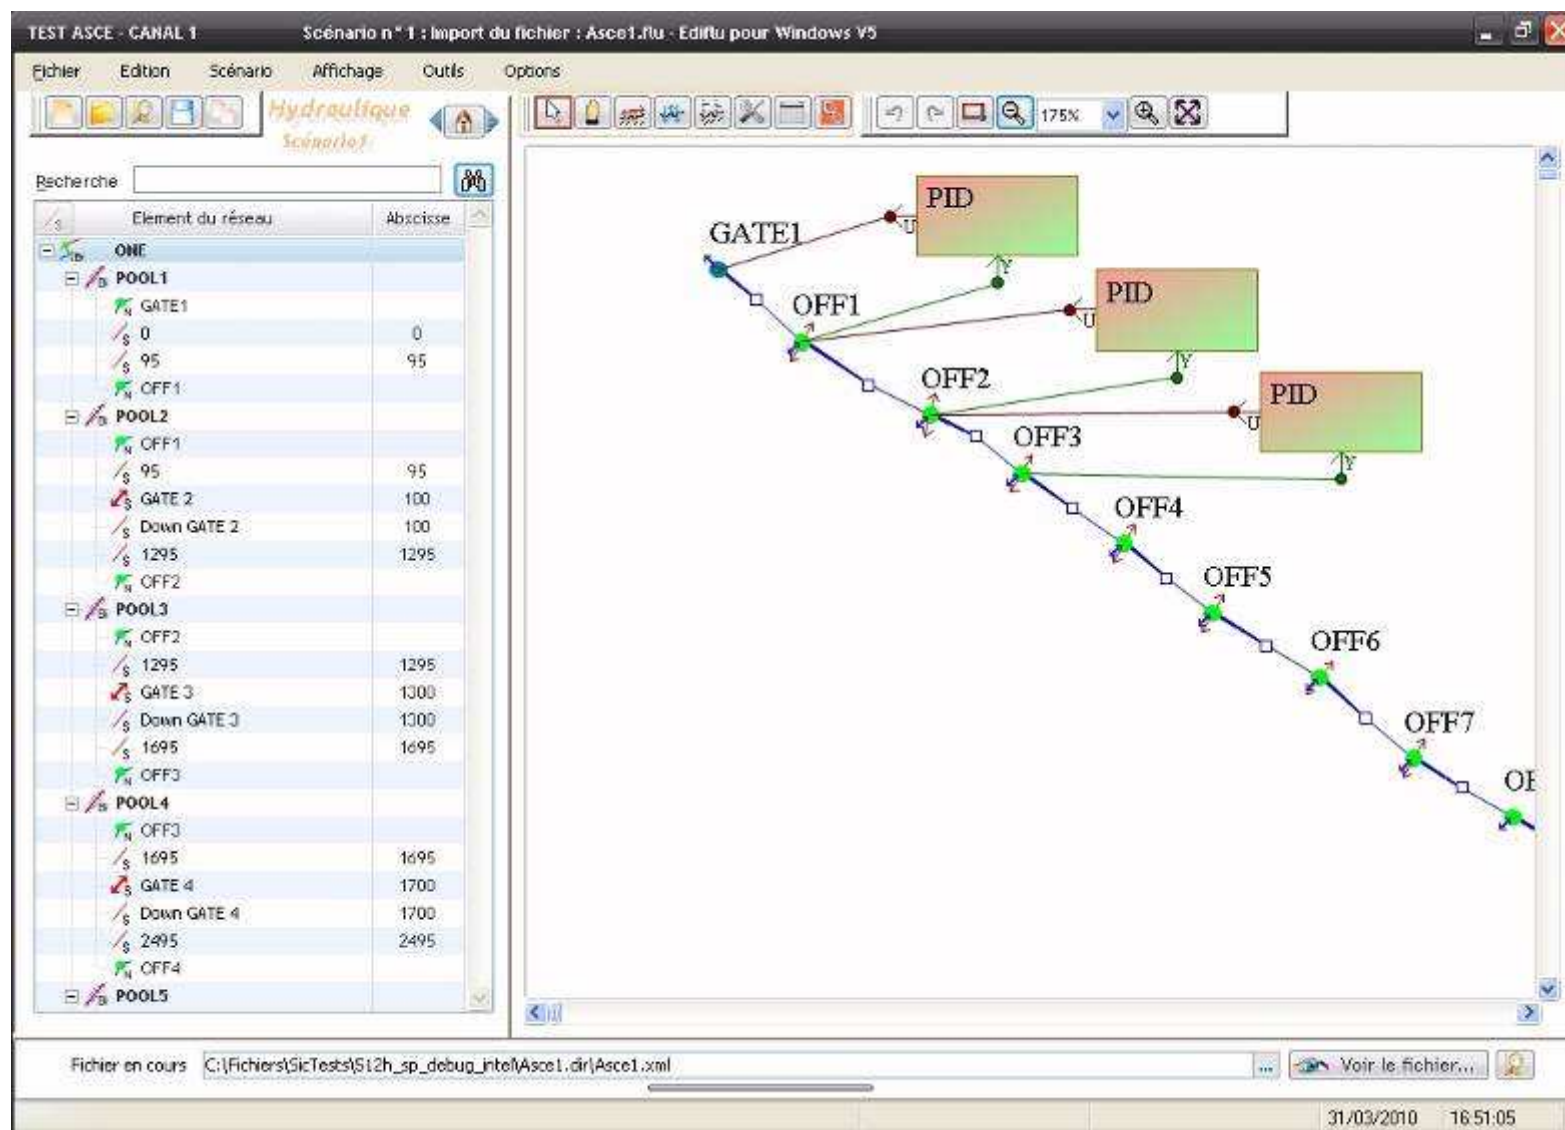 TEST ASCE - CANAL 1 Scénario n° 1 : Import du fichier : Asce1.flu - Ediflu pour Windows V5
Fichier Edition Scénario Affichage Outils Options
Hydraulique
Scénario1
175%
Recherche
Element du réseau Abscisse
ONE
POOL1
GATE1
0 0
95 95
OFF1
POOL2
OFF1
95 95
GATE 2 100
Down GATE 2 100
1295 1295
OFF2
POOL3
OFF2
1295 1295
GATE 3 1300
Down GATE 3 1300
1695 1695
OFF3
POOL4
OFF3
1695 1695
GATE 4 1700
Down GATE 4 1700
2495 2495
OFF4
POOL5
PID
U
Y
GATE1
PID
U
Y
OFF1
PID
U
Y
OFF2
OFF3
OFF4
OFF5
OFF6
OFF7
Fichier en cours C:\Fichiers\SicTests\S12h_sp_debug_intel\Asce1.dir\Asce1.xml ... Voir le fichier...
31/03/2010 16:51:05